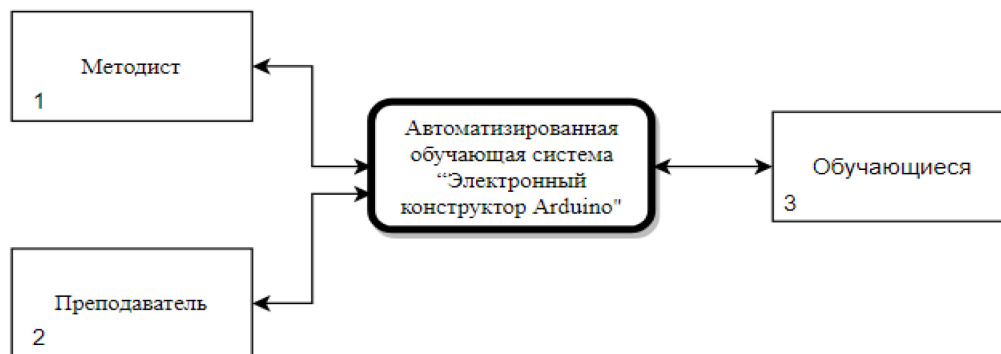 Методист
1
Автоматизированная
обучающая система
“Электронный
конструктор Arduino"
Обучающиеся
3
Преподаватель
2